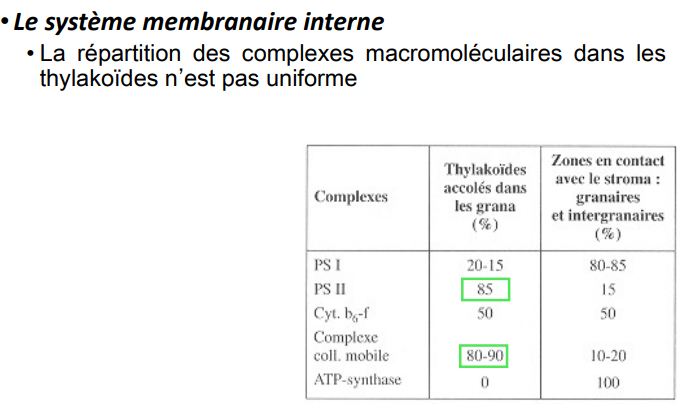 • Le système membranaire interne
• La répartition des complexes macromoléculaires dans les
thylakoïdes n’est pas uniforme
Complexes
Thylakoïdes
accolés dans
les grana
(%)
Zones en contact
avec le stroma :
granaires
et intergranaires
(%)
PS I 20-15 80-85
PS II 85 15
Cyt. b₆-f 50 50
Complexe
coll. mobile 80-90 10-20
ATP-synthase 0 100